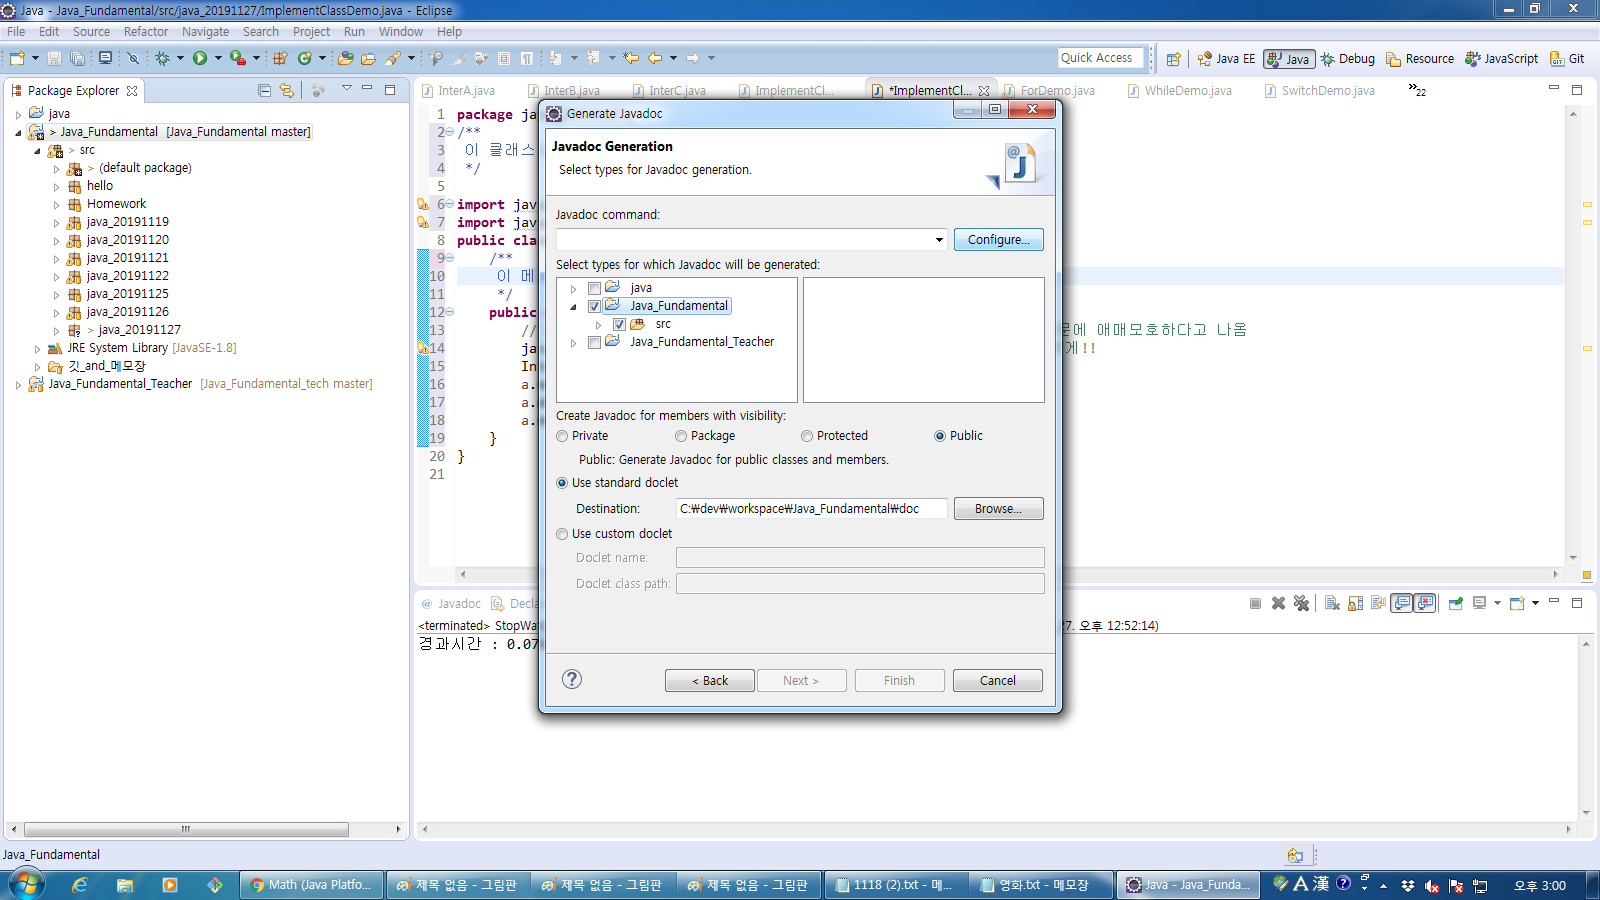 Java - Java_Fundamental/src/java_20191127/ImplementClassDemo.java - Eclipse
File Edit Source Refactor Navigate Search Project Run Window Help
Quick Access Java EE Java Debug Resource JavaScript Git
Package Explorer
java
> Java_Fundamental [Java_Fundamental master]
> src
> (default package)
hello
Homework
java_20191119
java_20191120
java_20191121
java_20191122
java_20191125
java_20191126
> java_20191127
JRE System Library [JavaSE-1.8]
깃_and_메모장
Java_Fundamental_Teacher [Java_Fundamental_tech master]
InterA.java InterB.java InterC.java ImplementCl... *ImplementCl... ForDemo.java WhileDemo.java SwitchDemo.java »22
1 package ja
2 /**
3 이 클래스
4 */
5
6 import jav
7 import jav
8 public cla
9 /**
10 이 메
11 */
12 public
13 // 문에 애매모호하다고 나옴
14 ja 게!!
15 In
16 a.
17 a.
18 a.
19 }
20 }
21
Generate Javadoc
Javadoc Generation
Select types for Javadoc generation.
Javadoc command:
Configure...
Select types for which Javadoc will be generated:
java
Java_Fundamental
src
Java_Fundamental_Teacher
Create Javadoc for members with visibility:
Private Package Protected Public
Public: Generate Javadoc for public classes and members.
Use standard doclet
Destination: C:₩dev₩workspace₩Java_Fundamental₩doc Browse...
Use custom doclet
Doclet name:
Doclet class path:
< Back Next > Finish Cancel
@ Javadoc Decla
<terminated> StopWa 27. 오후 12:52:14)
경과시간 : 0.07
Java_Fundamental
Math (Java Platfo... 제목 없음 - 그림판 제목 없음 - 그림판 제목 없음 - 그림판 1118 (2).txt - 메... 영화.txt - 메모장 Java - Java_Funda... A 漢 오후 3:00